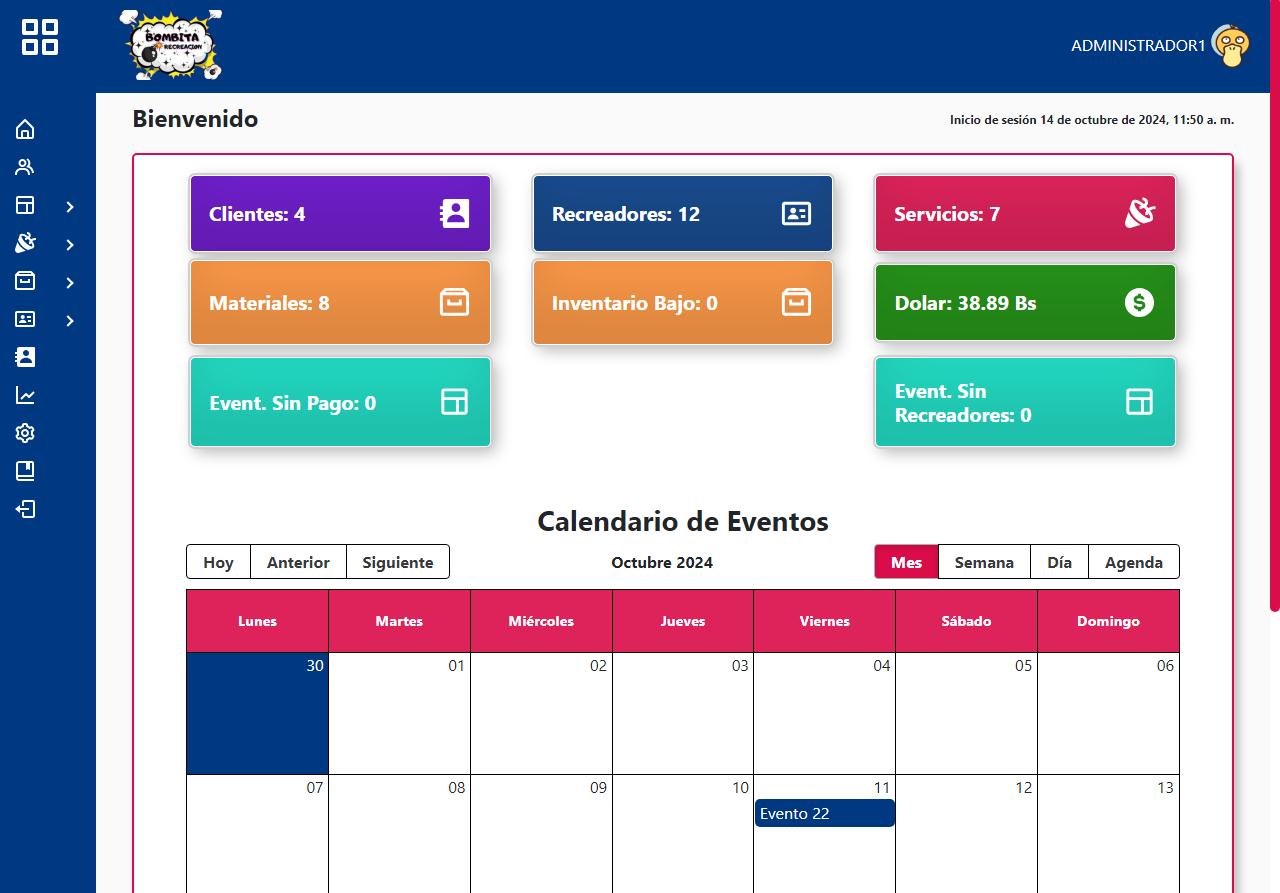 BOMBITA
RECREACION
ADMINISTRADOR1
Bienvenido
Inicio de sesión 14 de octubre de 2024, 11:50 a. m.
Clientes: 4
Recreadores: 12
Servicios: 7
Materiales: 8
Inventario Bajo: 0
Dolar: 38.89 Bs
Event. Sin Pago: 0
Event. Sin
Recreadores: 0
Calendario de Eventos
Hoy Anterior Siguiente
Octubre 2024
Mes Semana Día Agenda
Lunes Martes Miércoles Jueves Viernes Sábado Domingo
30 01 02 03 04 05 06
07 08 09 10 11 12 13
Evento 22